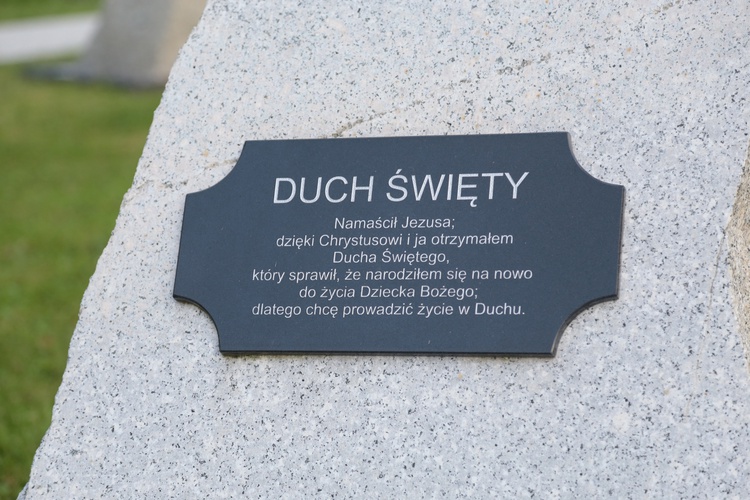 DUCH ŚWIĘTY
Namaścił Jezusa;
dzięki Chrystusowi i ja otrzymałem
Ducha Świętego,
który sprawił, że narodziłem się na nowo
do życia Dziecka Bożego;
dlatego chcę prowadzić życie w Duchu.